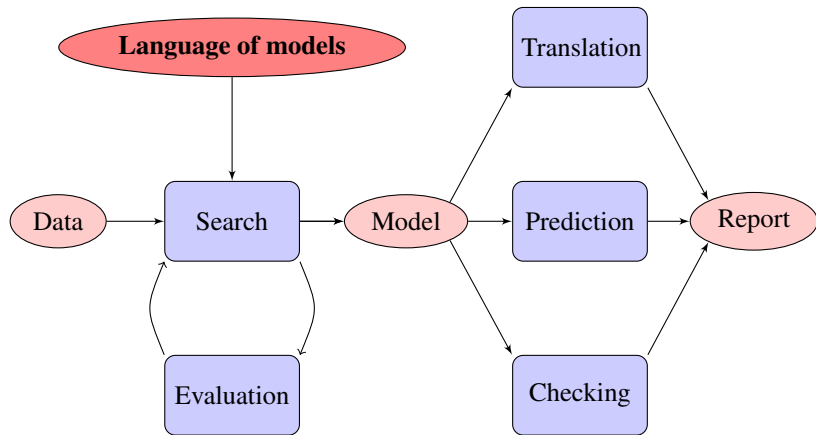 Language of models
Translation
Data
Search
Model
Prediction
Report
Evaluation
Checking